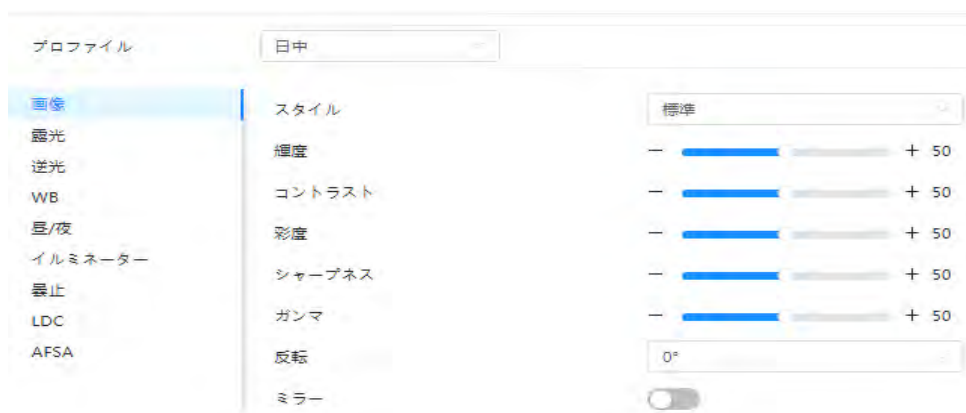 プロファイル 日中
画像
露光
逆光
WB
昼/夜
イルミネーター
曇止
LDC
AFSA
スタイル 標準
輝度 − + 50
コントラスト − + 50
彩度 − + 50
シャープネス − + 50
ガンマ − + 50
反転 0°
ミラー